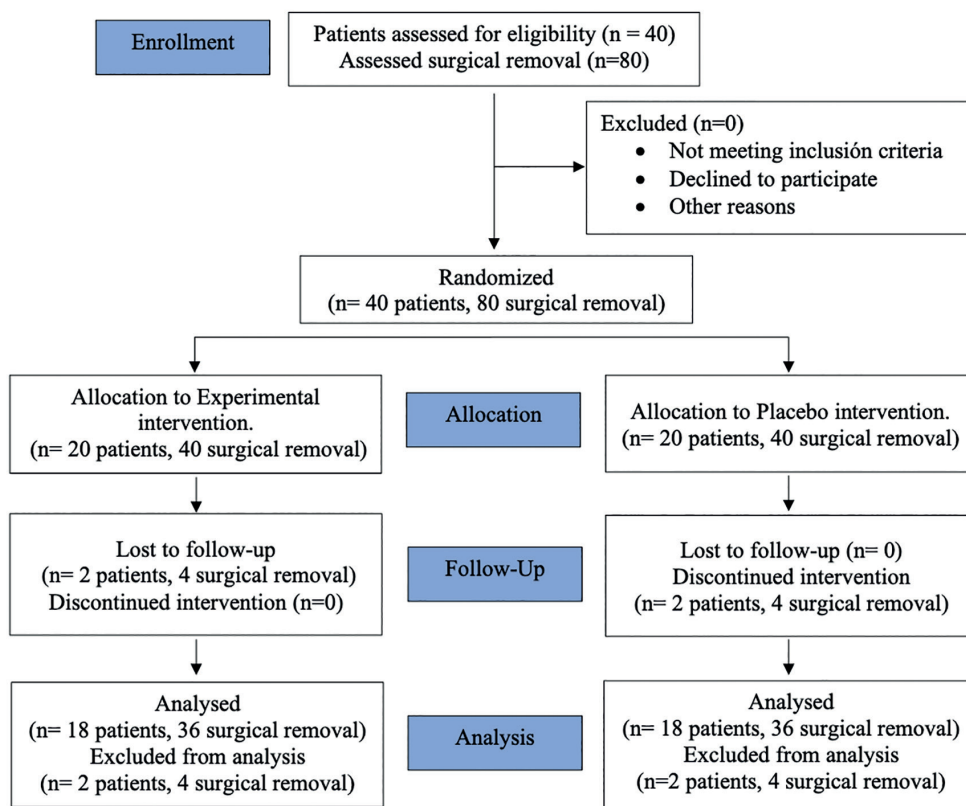 Enrollment
Patients assessed for eligibility (n = 40)
Assessed surgical removal (n=80)
Excluded (n=0)
• Not meeting inclusión criteria
• Declined to participate
• Other reasons
Randomized
(n= 40 patients, 80 surgical removal)
Allocation to Experimental
intervention.
(n= 20 patients, 40 surgical removal)
Allocation
Allocation to Placebo intervention.
(n= 20 patients, 40 surgical removal)
Lost to follow-up
(n= 2 patients, 4 surgical removal)
Discontinued intervention (n=0)
Follow-Up
Lost to follow-up (n= 0)
Discontinued intervention
(n= 2 patients, 4 surgical removal)
Analysed
(n= 18 patients, 36 surgical removal)
Excluded from analysis
(n= 2 patients, 4 surgical removal)
Analysis
Analysed
(n= 18 patients, 36 surgical removal)
Excluded from analysis
(n=2 patients, 4 surgical removal)